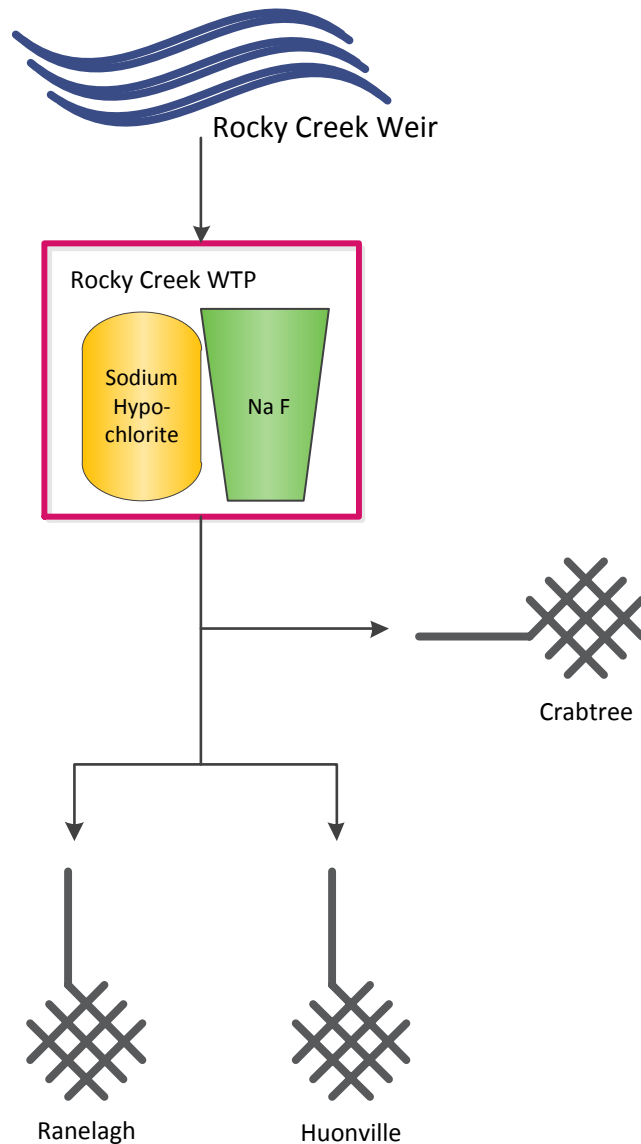 Rocky Creek Weir
Rocky Creek WTP
Sodium
Hypo-
chlorite
Na F
Crabtree
Ranelagh
Huonville